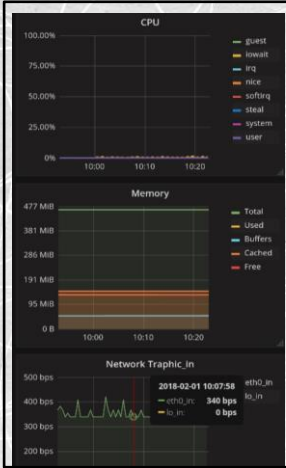 CPU
100.00%
75.00%
50.00%
25.00%
0%
10:00 10:10 10:20
guest
iowait
irq
nice
softirq
steal
system
user
Memory
477 MiB
381 MiB
286 MiB
191 MiB
95 MiB
0 B
10:00 10:10 10:20
Total
Used
Buffers
Cached
Free
Network Traphic_in
500 bps
400 bps
300 bps
200 bps
2018-02-01 10:07:58
eth0_in: 340 bps
lo_in: 0 bps
eth0_in
lo_in